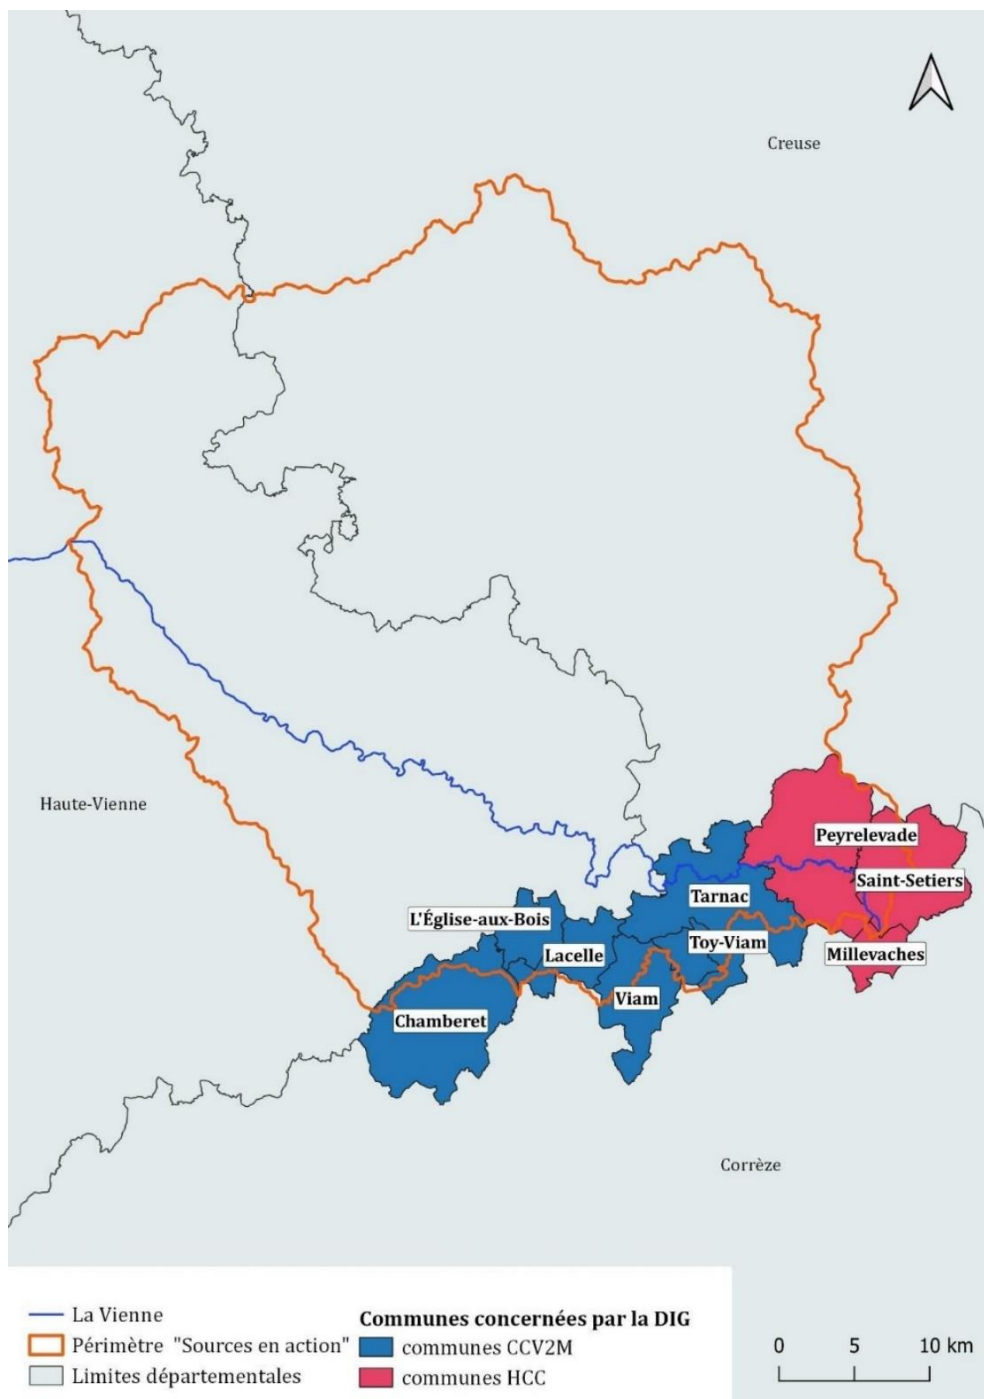 Creuse
Haute-Vienne
Peyrelevade
Saint-Setiers
Tarnac
L'Église-aux-Bois
Toy-Viam
Lacelle
Millevaches
Viam
Chamberet
Corrèze
La Vienne
Périmètre "Sources en action"
Limites départementales
Communes concernées par la DIG
communes CCV2M
communes HCC
0 5 10 km